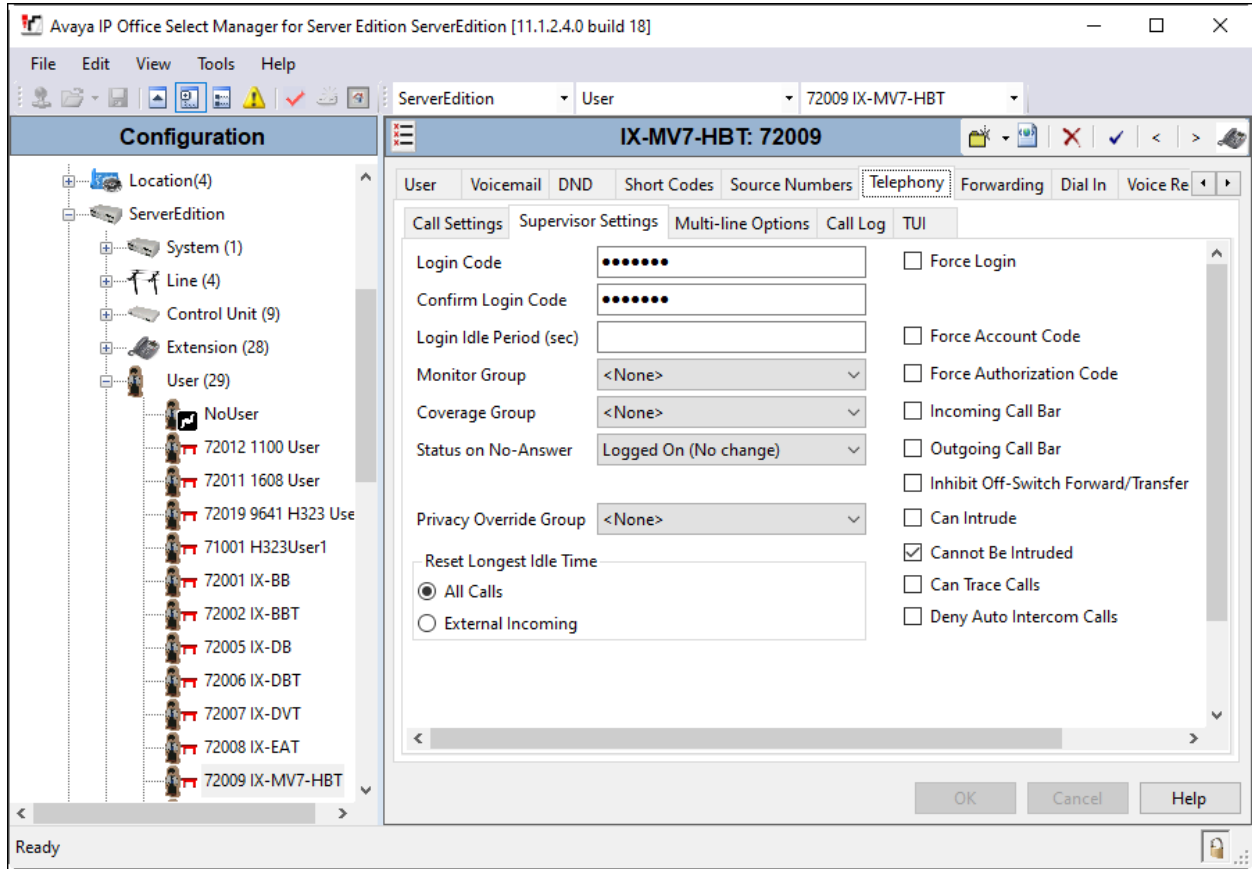 Avaya IP Office Select Manager for Server Edition ServerEdition [11.1.2.4.0 build 18]
File Edit View Tools Help
ServerEdition User 72009 IX-MV7-HBT
Configuration
Location(4)
ServerEdition
System (1)
Line (4)
Control Unit (9)
Extension (28)
User (29)
NoUser
72012 1100 User
72011 1608 User
72019 9641 H323 Use
71001 H323User1
72001 IX-BB
72002 IX-BBT
72005 IX-DB
72006 IX-DBT
72007 IX-DVT
72008 IX-EAT
72009 IX-MV7-HBT
IX-MV7-HBT: 72009
User Voicemail DND Short Codes Source Numbers Telephony Forwarding Dial In Voice Re
Call Settings Supervisor Settings Multi-line Options Call Log TUI
Login Code ●●●●●●● Force Login
Confirm Login Code ●●●●●●●
Login Idle Period (sec) Force Account Code
Monitor Group <None> Force Authorization Code
Coverage Group <None> Incoming Call Bar
Status on No-Answer Logged On (No change) Outgoing Call Bar
Inhibit Off-Switch Forward/Transfer
Privacy Override Group <None> Can Intrude
Cannot Be Intruded
Reset Longest Idle Time
All Calls Can Trace Calls
External Incoming Deny Auto Intercom Calls
OK Cancel Help
Ready